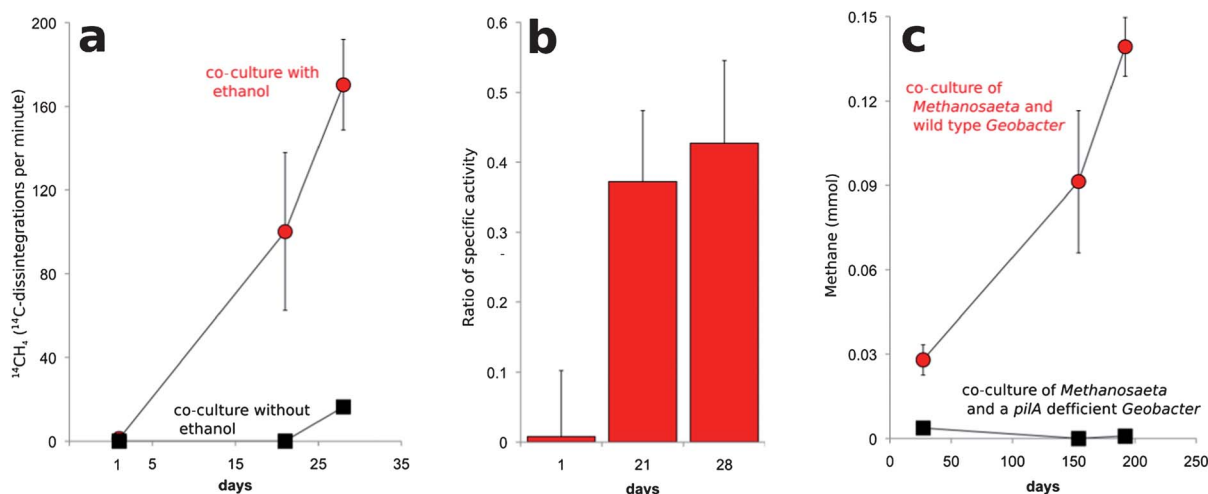 a
200
160
120
80
40
0
¹⁴CH₄ (¹⁴C-dissintegrations per minute)
co-culture with
ethanol
co-culture without
ethanol
1 5 15 25 35
days
b
0.6
0.5
0.4
0.3
0.2
0.1
0
Ratio of specific activity
1 21 28
days
c
0.15
0.12
0.09
0.06
0.03
0
Methane (mmol)
co-culture of
Methanosaeta and
wild type Geobacter
co-culture of Methanosaeta
and a pilA defficient Geobacter
0 50 100 150 200 250
days